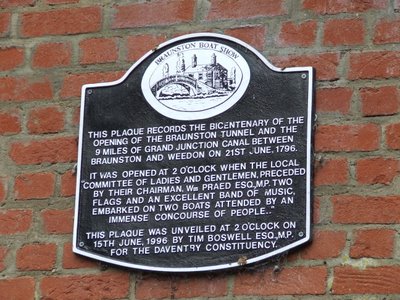 BRAUNSTON BOAT SHOW
THIS PLAQUE RECORDS THE BICENTENARY OF THE
OPENING OF THE BRAUNSTON TUNNEL AND THE
9 MILES OF GRAND JUNCTION CANAL BETWEEN
BRAUNSTON AND WEEDON ON 21ST JUNE, 1796.
IT WAS OPENED AT 2 O'CLOCK WHEN THE LOCAL
"COMMITTEE OF LADIES AND GENTLEMEN, PRECEDED
BY THEIR CHAIRMAN, Wm PRAED ESQ., M.P. TWO
FLAGS AND AN EXCELLENT BAND OF MUSIC,
EMBARKED ON TWO BOATS ATTENDED BY AN
IMMENSE CONCOURSE OF PEOPLE..."
THIS PLAQUE WAS UNVEILED AT 2 O'CLOCK ON
15TH JUNE, 1996 BY TIM BOSWELL ESQ., M.P.
FOR THE DAVENTRY CONSTITUENCY.